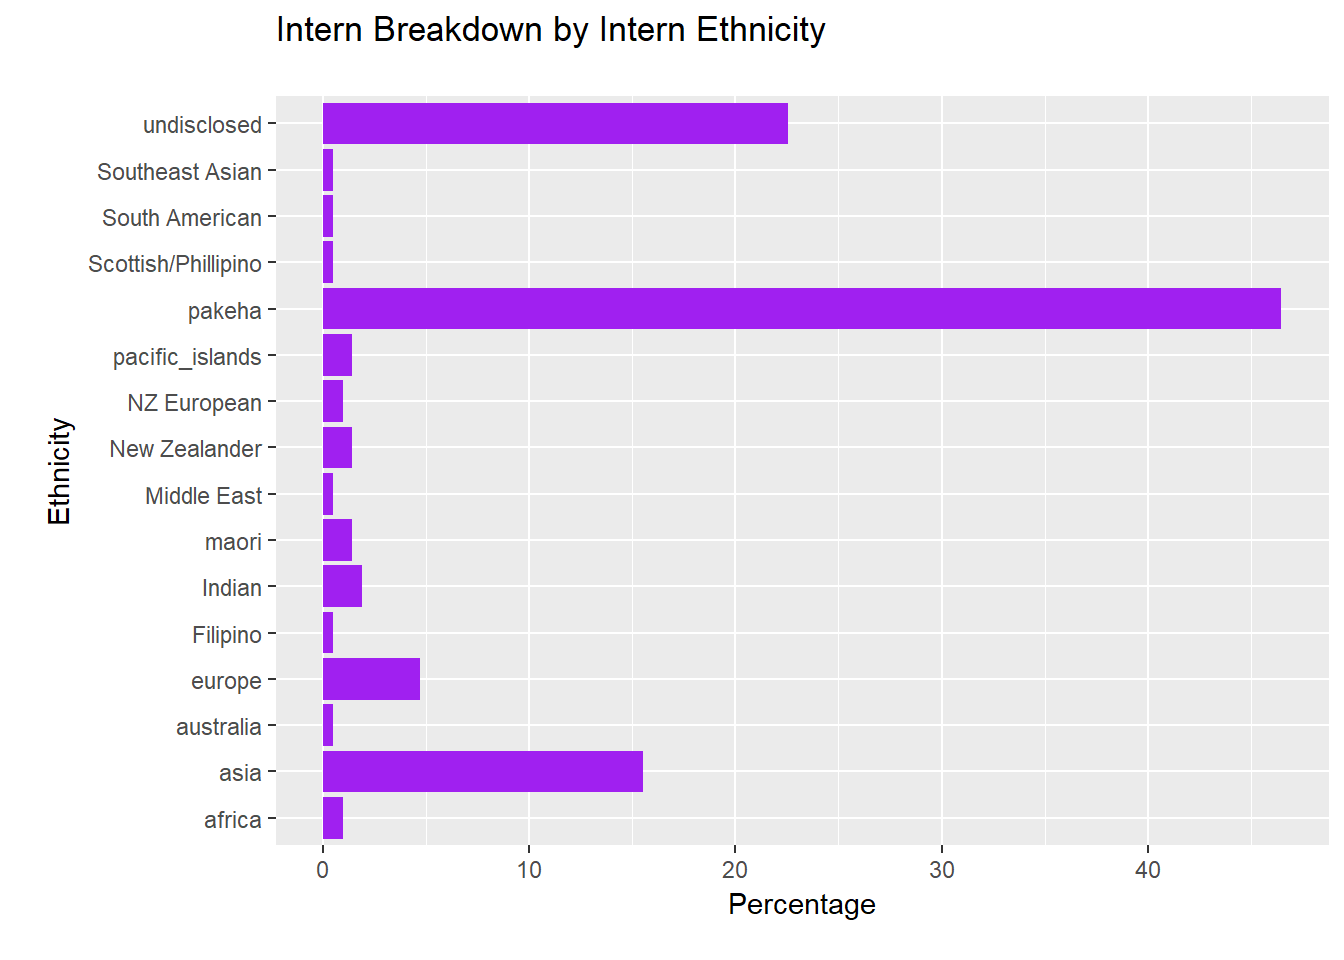 Intern Breakdown by Intern Ethnicity
undisclosed
Southeast Asian
South American
Scottish/Phillipino
pakeha
pacific_islands
NZ European
New Zealander
Middle East
maori
Indian
Filipino
europe
australia
asia
africa
Ethnicity
0 10 20 30 40
Percentage